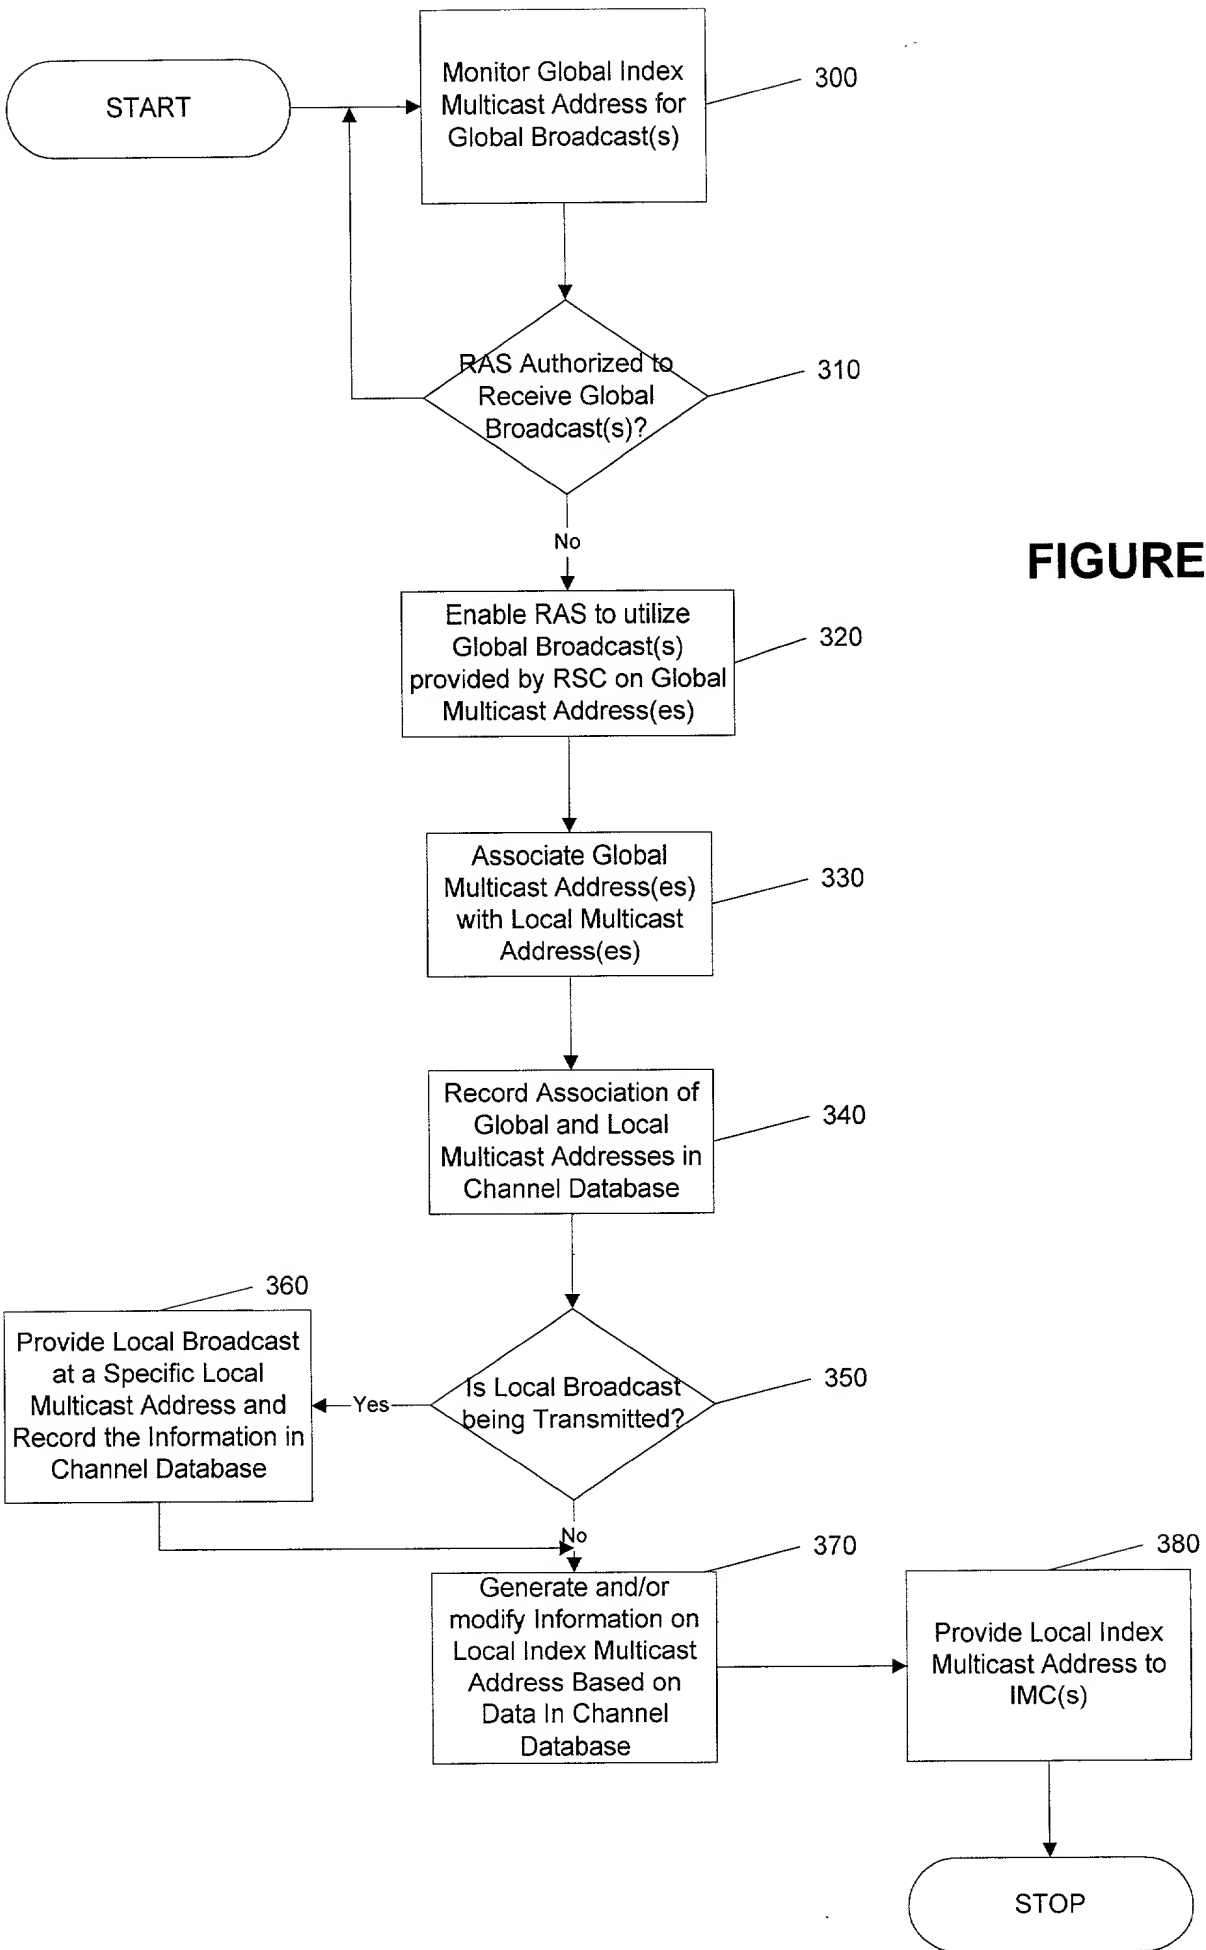 START
Monitor Global Index
Multicast Address for
Global Broadcast(s)
300
RAS Authorized to
Receive Global
Broadcast(s)?
310
No
FIGURE
Enable RAS to utilize
Global Broadcast(s)
provided by RSC on Global
Multicast Address(es)
320
Associate Global
Multicast Address(es)
with Local Multicast
Address(es)
330
Record Association of
Global and Local
Multicast Addresses in
Channel Database
340
360
Provide Local Broadcast
at a Specific Local
Multicast Address and
Record the Information in
Channel Database
Yes
Is Local Broadcast
being Transmitted?
350
No
370
Generate and/or
modify Information on
Local Index Multicast
Address Based on
Data In Channel
Database
380
Provide Local Index
Multicast Address to
IMC(s)
STOP